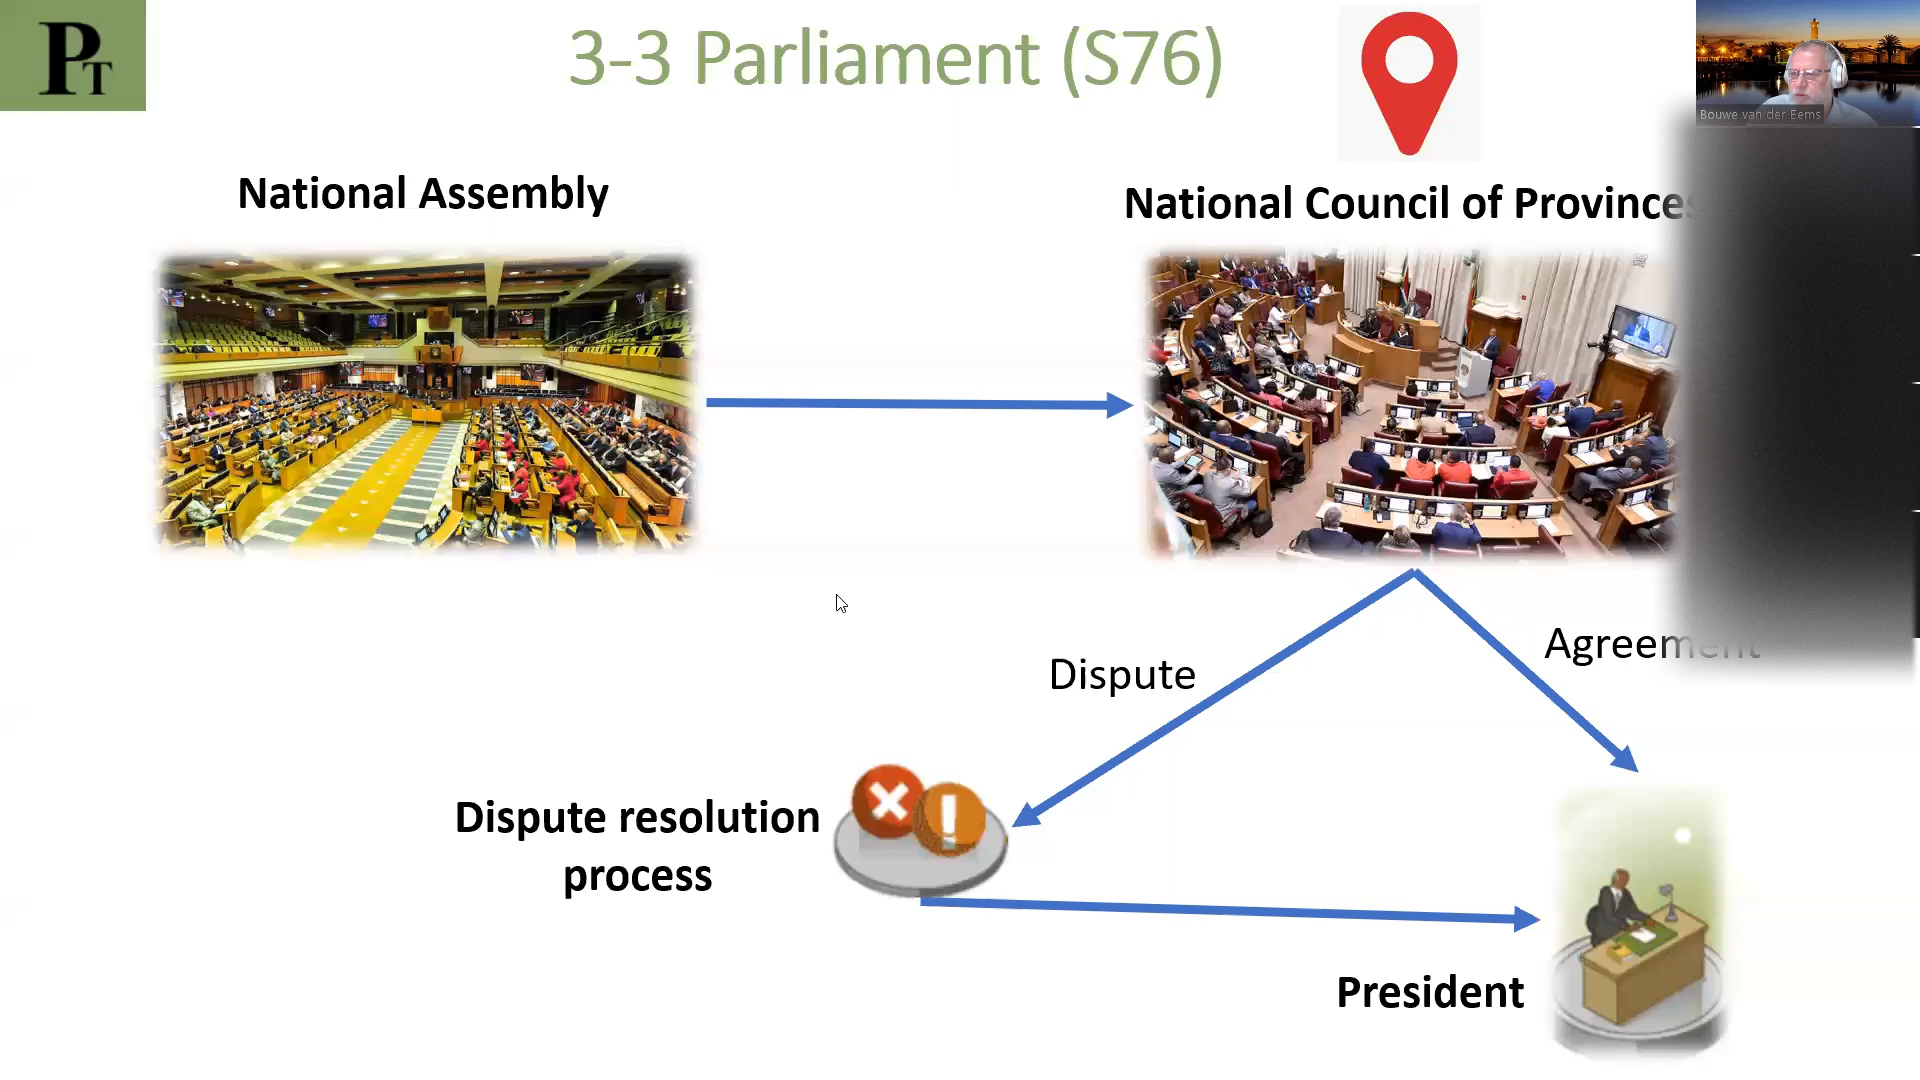 PT
3-3 Parliament (S76)
Bouwe van der Eems
National Assembly
National Council of Provinces
Dispute
Agreement
Dispute resolution
process
President